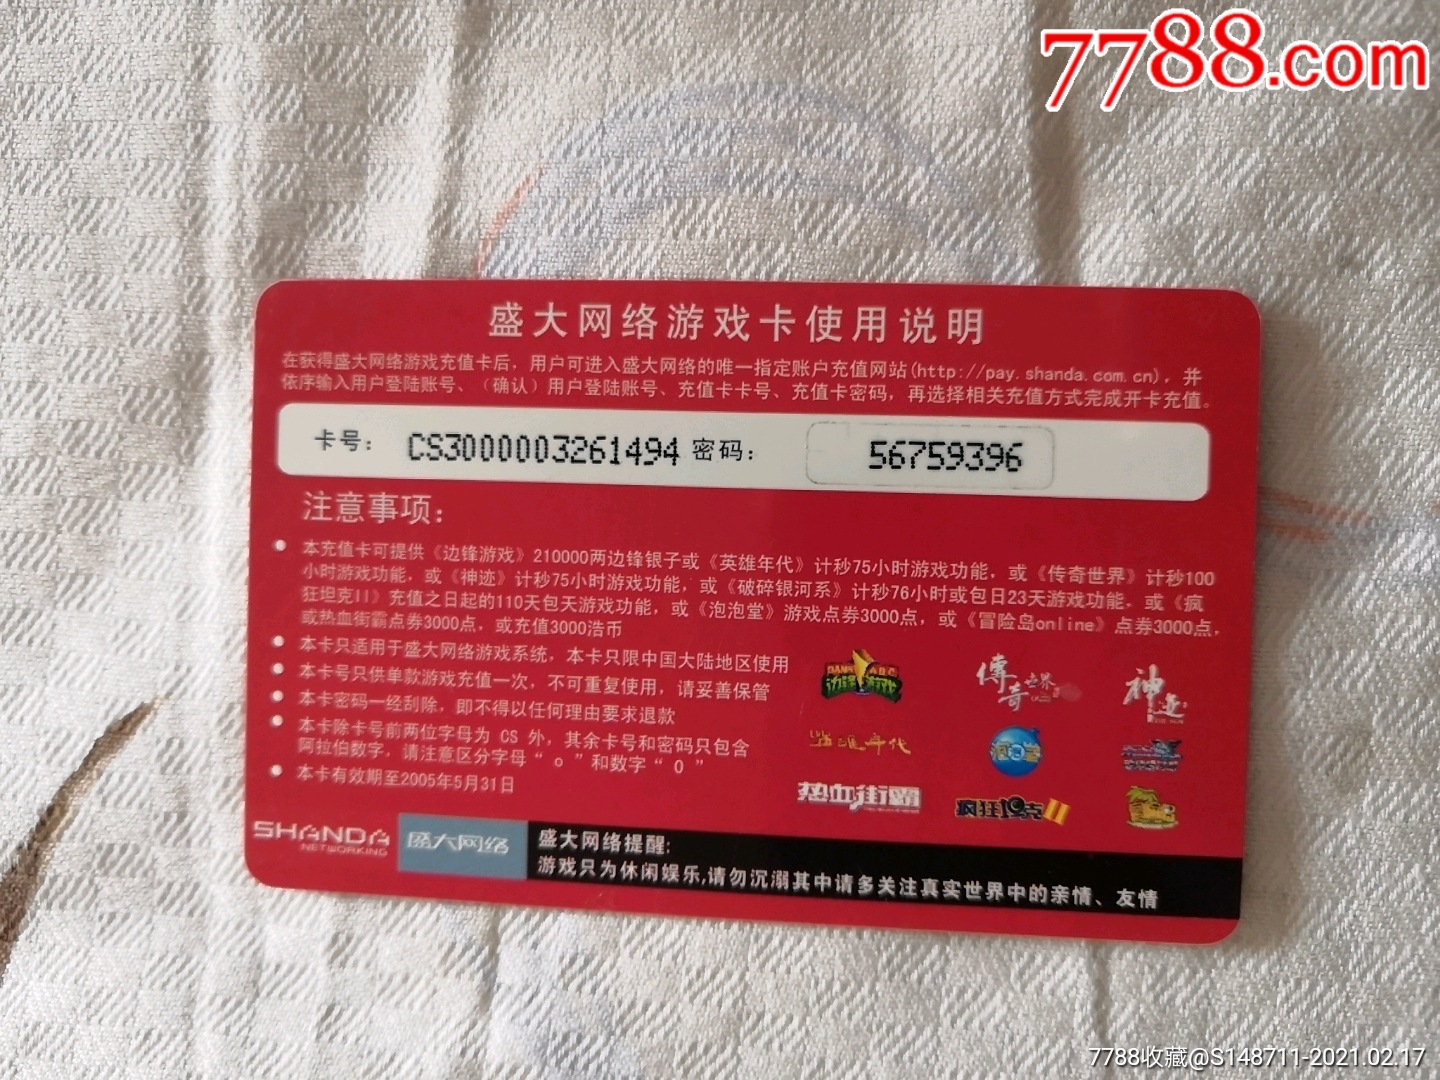 7788.com
盛大网络游戏卡使用说明
在获得盛大网络游戏充值卡后，用户可进入盛大网络的唯一指定账户充值网站(http://pay.shanda.com.cn)，并
依序输入用户登陆账号、（确认）用户登陆账号、充值卡卡号、充值卡密码，再选择相关充值方式完成开卡充值。
卡号： CS3000003261494 密码： 56759396
注意事项：
本充值卡可提供《边锋游戏》210000两边锋银子或《英雄年代》计秒75小时游戏功能，或《传奇世界》计秒100
小时游戏功能，或《神迹》计秒75小时游戏功能，或《破碎银河系》计秒76小时或包日23天游戏功能，或《疯
狂坦克II》充值之日起的110天包天游戏功能，或《泡泡堂》游戏点券3000点，或《冒险岛online》点券3000点，
或热血街霸点券3000点，或充值3000浩币
本卡只适用于盛大网络游戏系统，本卡只限中国大陆地区使用
本卡号只供单款游戏充值一次，不可重复使用，请妥善保管
本卡密码一经刮除，即不得以任何理由要求退款
本卡除卡号前两位字母为 CS 外，其余卡号和密码只包含
阿拉伯数字，请注意区分字母“ o ”和数字“ 0 ”
本卡有效期至2005年5月31日
边锋游戏
傳奇世界
神迹
英雄年代
泡泡堂
热血街霸
疯狂坦克II
SHANDA
NETWORKING
盛大网络
盛大网络提醒：
游戏只为休闲娱乐,请勿沉溺其中请多关注真实世界中的亲情、友情
7788收藏@S148711-2021.02.17